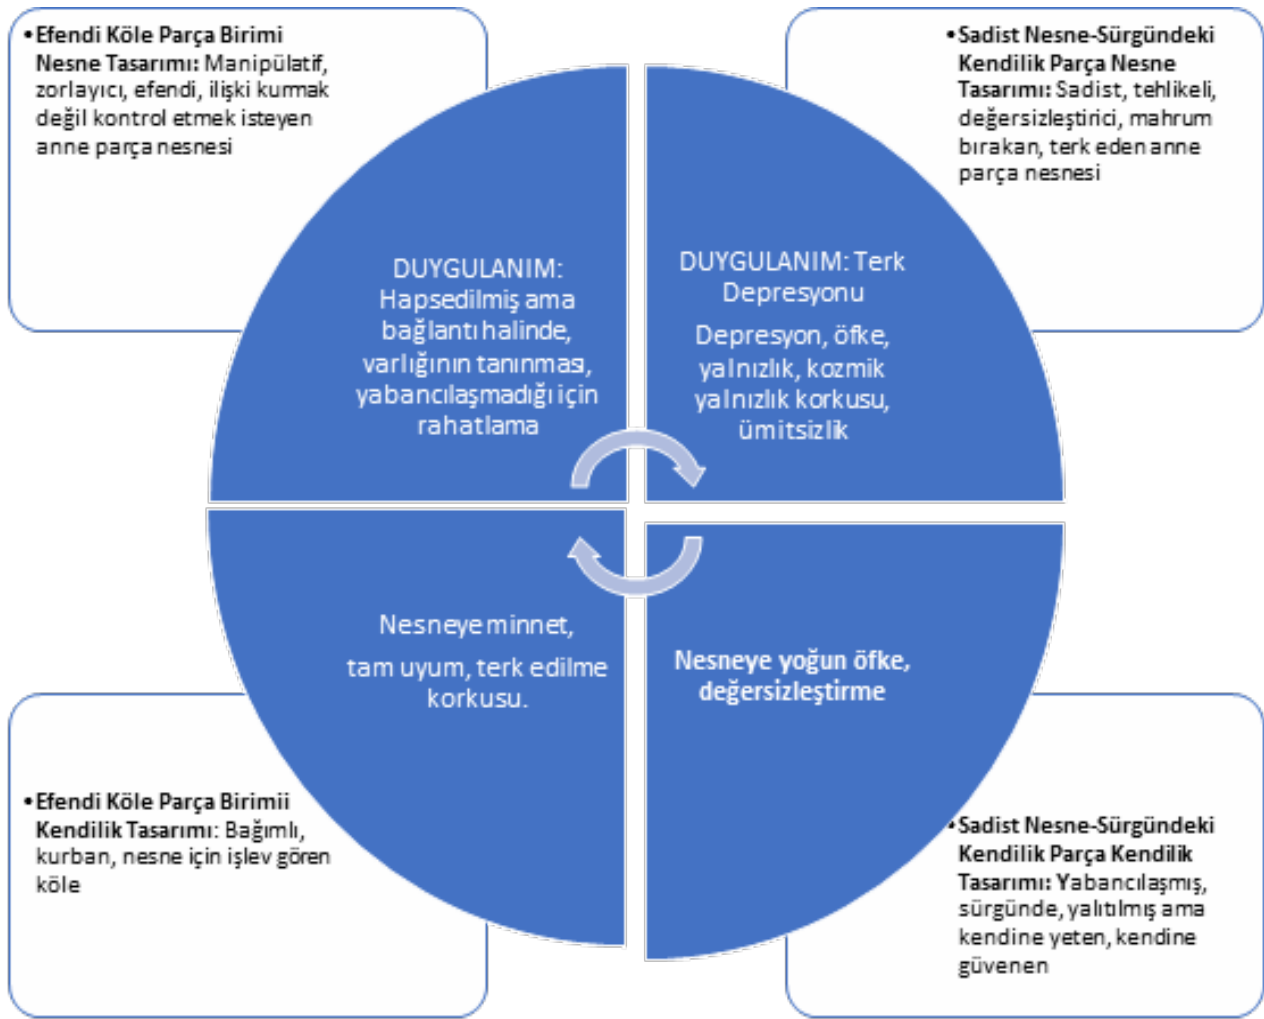 •Efendi Köle Parça Birimi
Nesne Tasarımı: Manipülatif,
zorlayıcı, efendi, ilişki kurmak
değil kontrol etmek isteyen
anne parça nesnesi
•Sadist Nesne-Sürgündeki
Kendilik Parça Nesne
Tasarımı: Sadist, tehlikeli,
değersizleştirici, mahrum
bırakan, terk eden anne
parça nesnesi
DUYGULANIM:
Hapsedilmiş ama
bağlantı halinde,
varlığının tanınması,
yabancılaşmadığı için
rahatlama
DUYGULANIM: Terk
Depresyonu
Depresyon, öfke,
yalnızlık, kozmik
yalnızlık korkusu,
ümitsizlik
Nesneye minnet,
tam uyum, terk edilme
korkusu.
Nesneye yoğun öfke,
değersizleştirme
•Efendi Köle Parça Birimii
Kendilik Tasarımı: Bağımlı,
kurban, nesne için işlev gören
köle
•Sadist Nesne-Sürgündeki
Kendilik Parça Kendilik
Tasarımı: Yabancılaşmış,
sürgünde, yalıtılmış ama
kendine yeten, kendine
güvenen